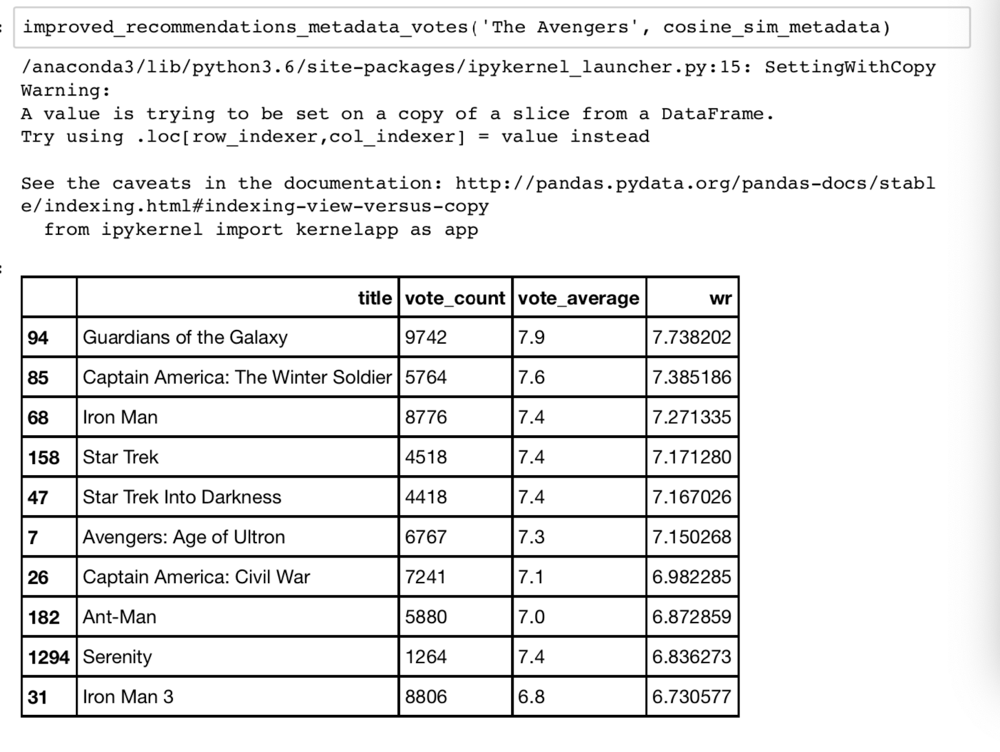 : improved_recommendations_metadata_votes('The Avengers', cosine_sim_metadata)
/anaconda3/lib/python3.6/site-packages/ipykernel_launcher.py:15: SettingWithCopy
Warning:
A value is trying to be set on a copy of a slice from a DataFrame.
Try using .loc[row_indexer,col_indexer] = value instead
See the caveats in the documentation: http://pandas.pydata.org/pandas-docs/stabl
e/indexing.html#indexing-view-versus-copy
from ipykernel import kernelapp as app
:
title vote_count vote_average wr
94 Guardians of the Galaxy 9742 7.9 7.738202
85 Captain America: The Winter Soldier 5764 7.6 7.385186
68 Iron Man 8776 7.4 7.271335
158 Star Trek 4518 7.4 7.171280
47 Star Trek Into Darkness 4418 7.4 7.167026
7 Avengers: Age of Ultron 6767 7.3 7.150268
26 Captain America: Civil War 7241 7.1 6.982285
182 Ant-Man 5880 7.0 6.872859
1294 Serenity 1264 7.4 6.836273
31 Iron Man 3 8806 6.8 6.730577